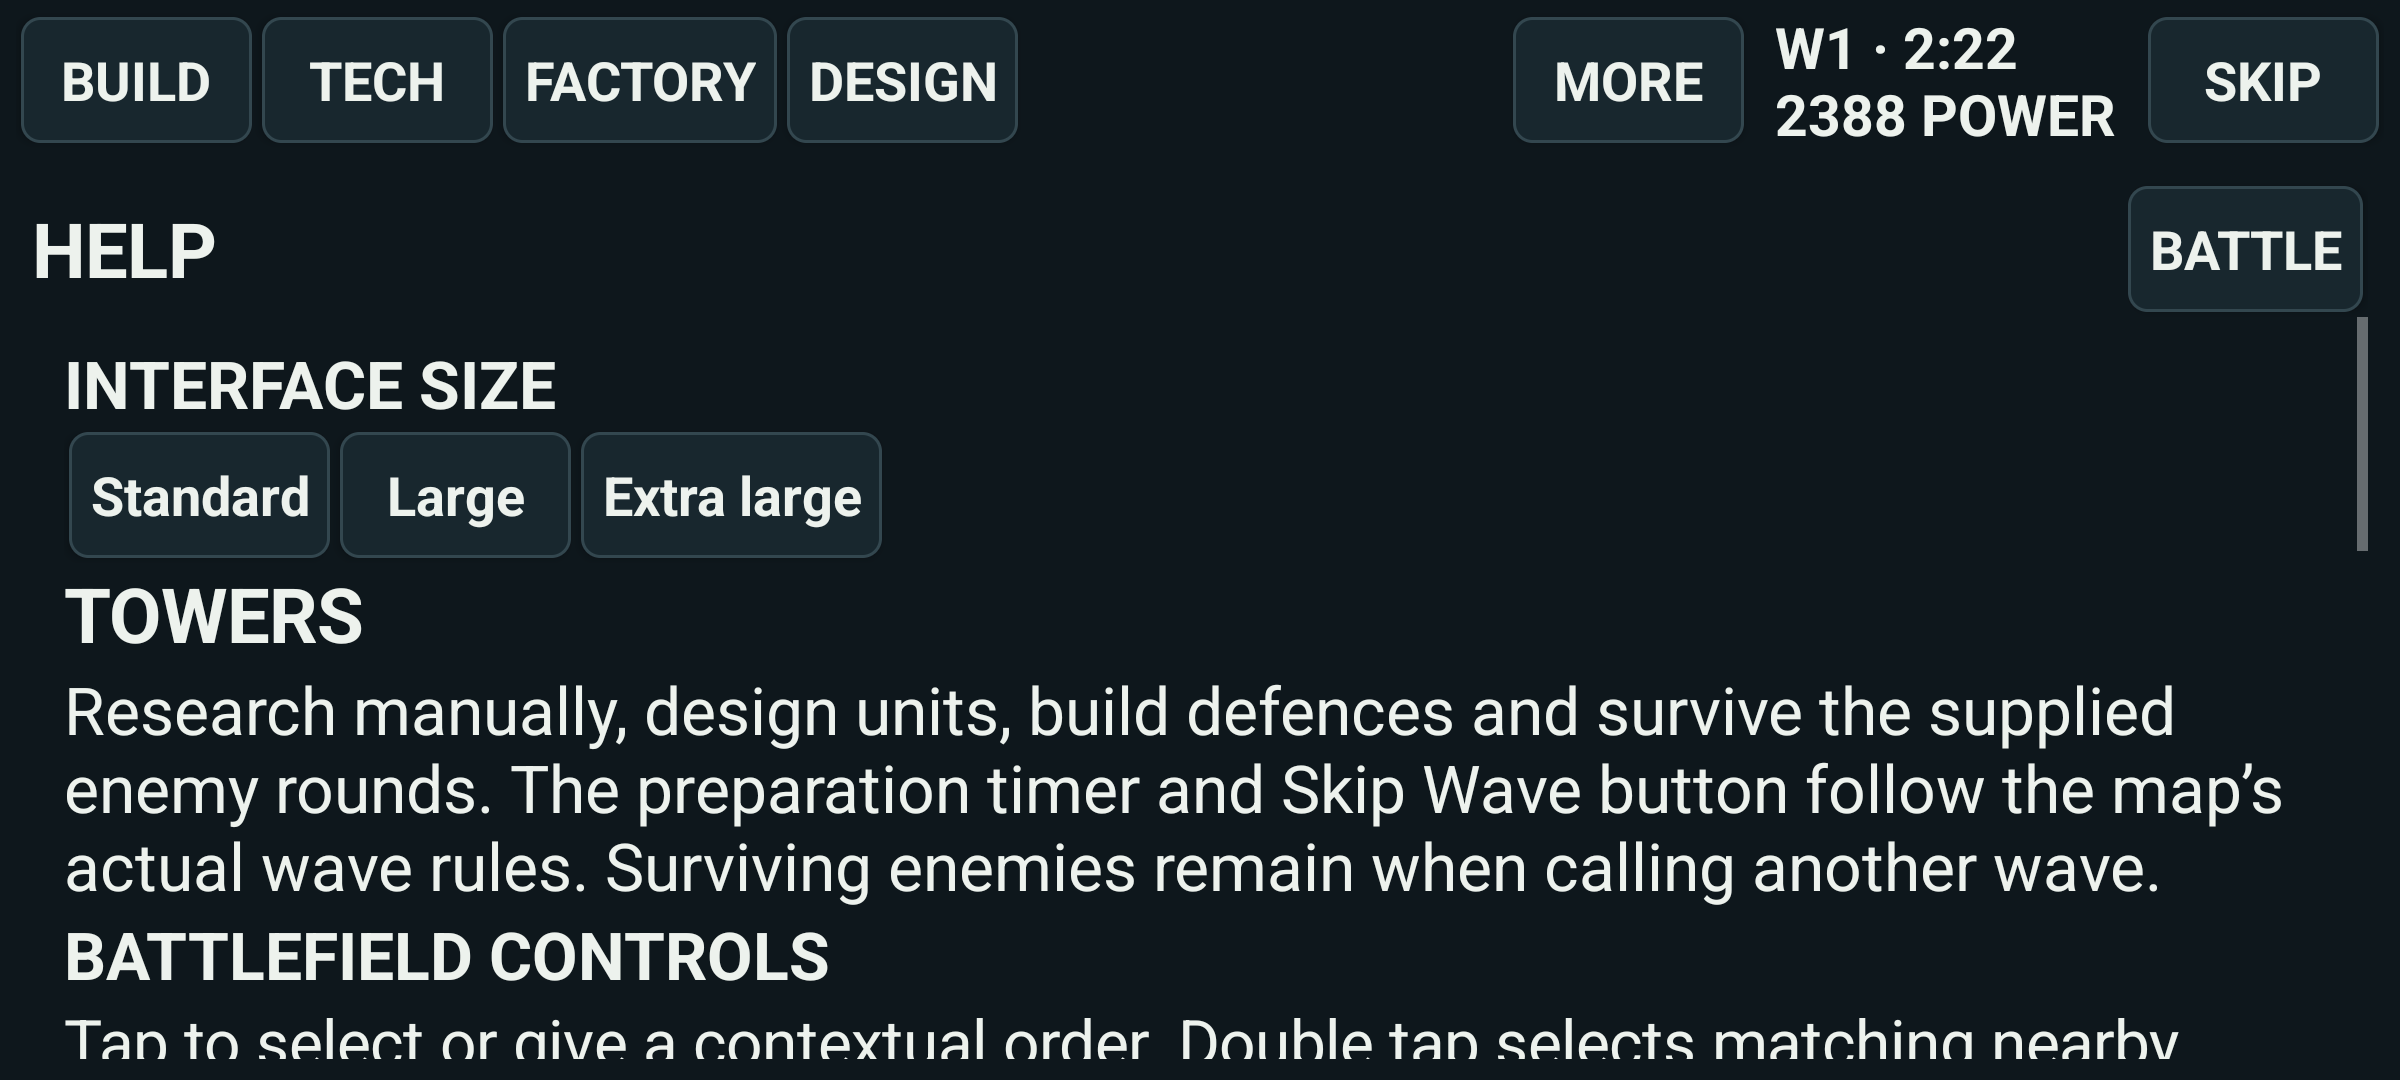 BUILD TECH FACTORY DESIGN MORE W1 · 2:22 2388 POWER SKIP
HELP BATTLE
INTERFACE SIZE
Standard Large Extra large
TOWERS
Research manually, design units, build defences and survive the supplied
enemy rounds. The preparation timer and Skip Wave button follow the map’s
actual wave rules. Surviving enemies remain when calling another wave.
BATTLEFIELD CONTROLS
Tap to select or give a contextual order. Double tap selects matching nearby